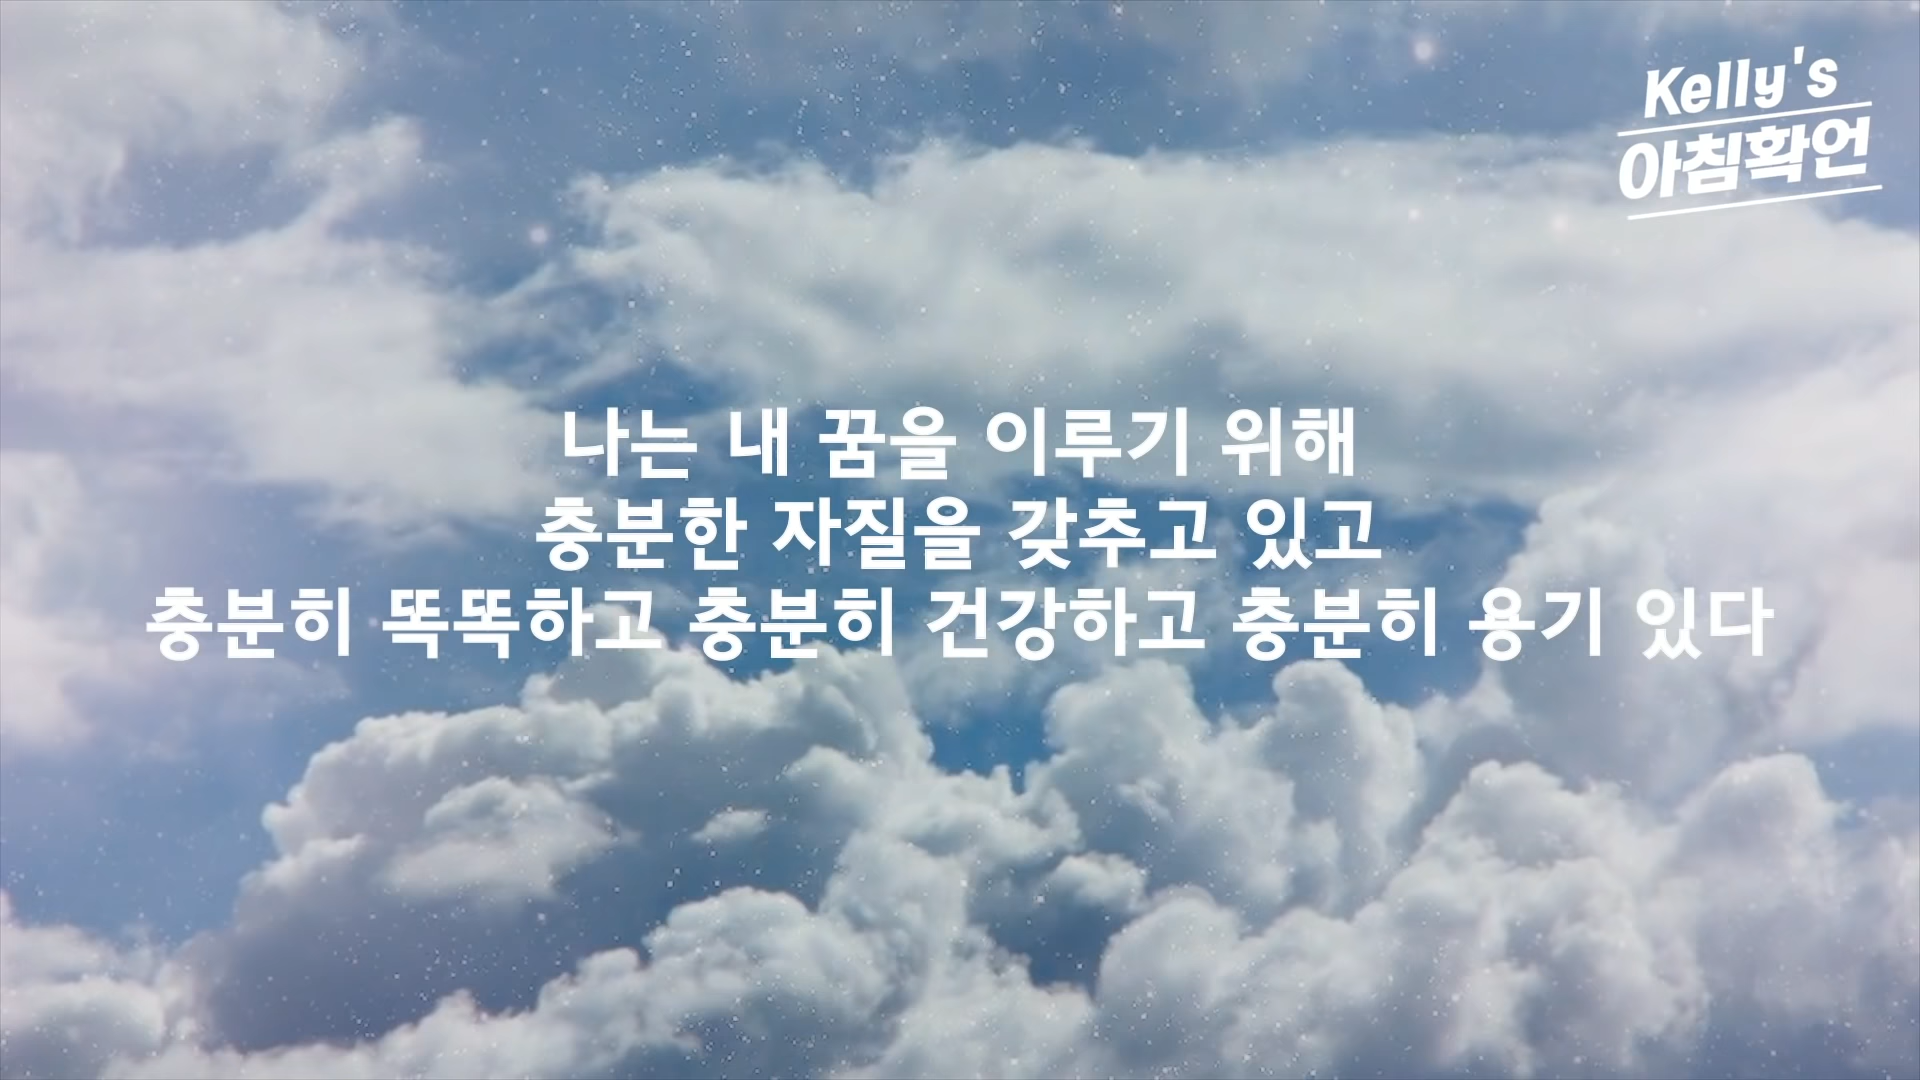 Kelly's
아침확언
나는 내 꿈을 이루기 위해
충분한 자질을 갖추고 있고
충분히 똑똑하고 충분히 건강하고 충분히 용기 있다